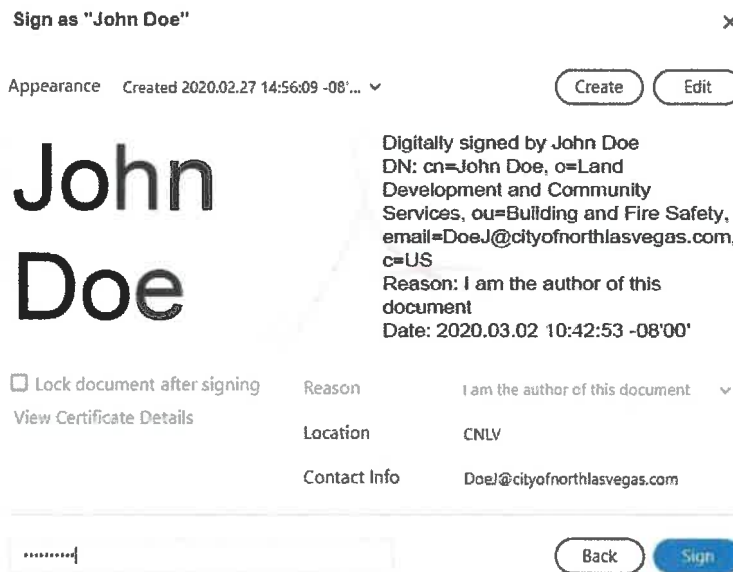 Sign as "John Doe"
×
Appearance Created 2020.02.27 14:56:09 -08'...
Create Edit
John
Doe
Digitally signed by John Doe
DN: cn=John Doe, o=Land
Development and Community
Services, ou=Building and Fire Safety,
email=DoeJ@cityofnorthlasvegas.com,
c=US
Reason: I am the author of this
document
Date: 2020.03.02 10:42:53 -08'00'
Lock document after signing
View Certificate Details
Reason I am the author of this document
Location CNLV
Contact Info DoeJ@cityofnorthlasvegas.com
Back Sign